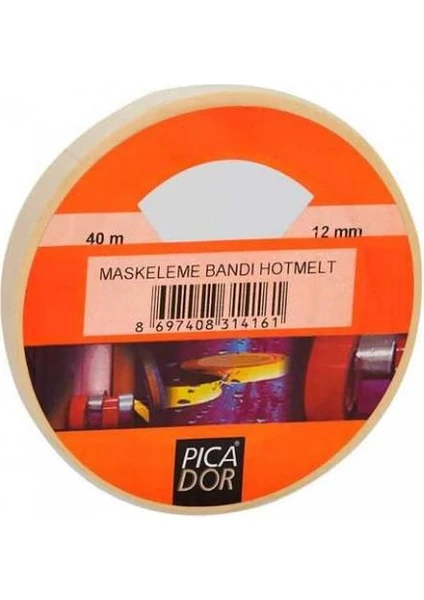 40 m 12 mm
MASKELEME BANDI HOTMELT
8 697408 314161
PICA®
DOR